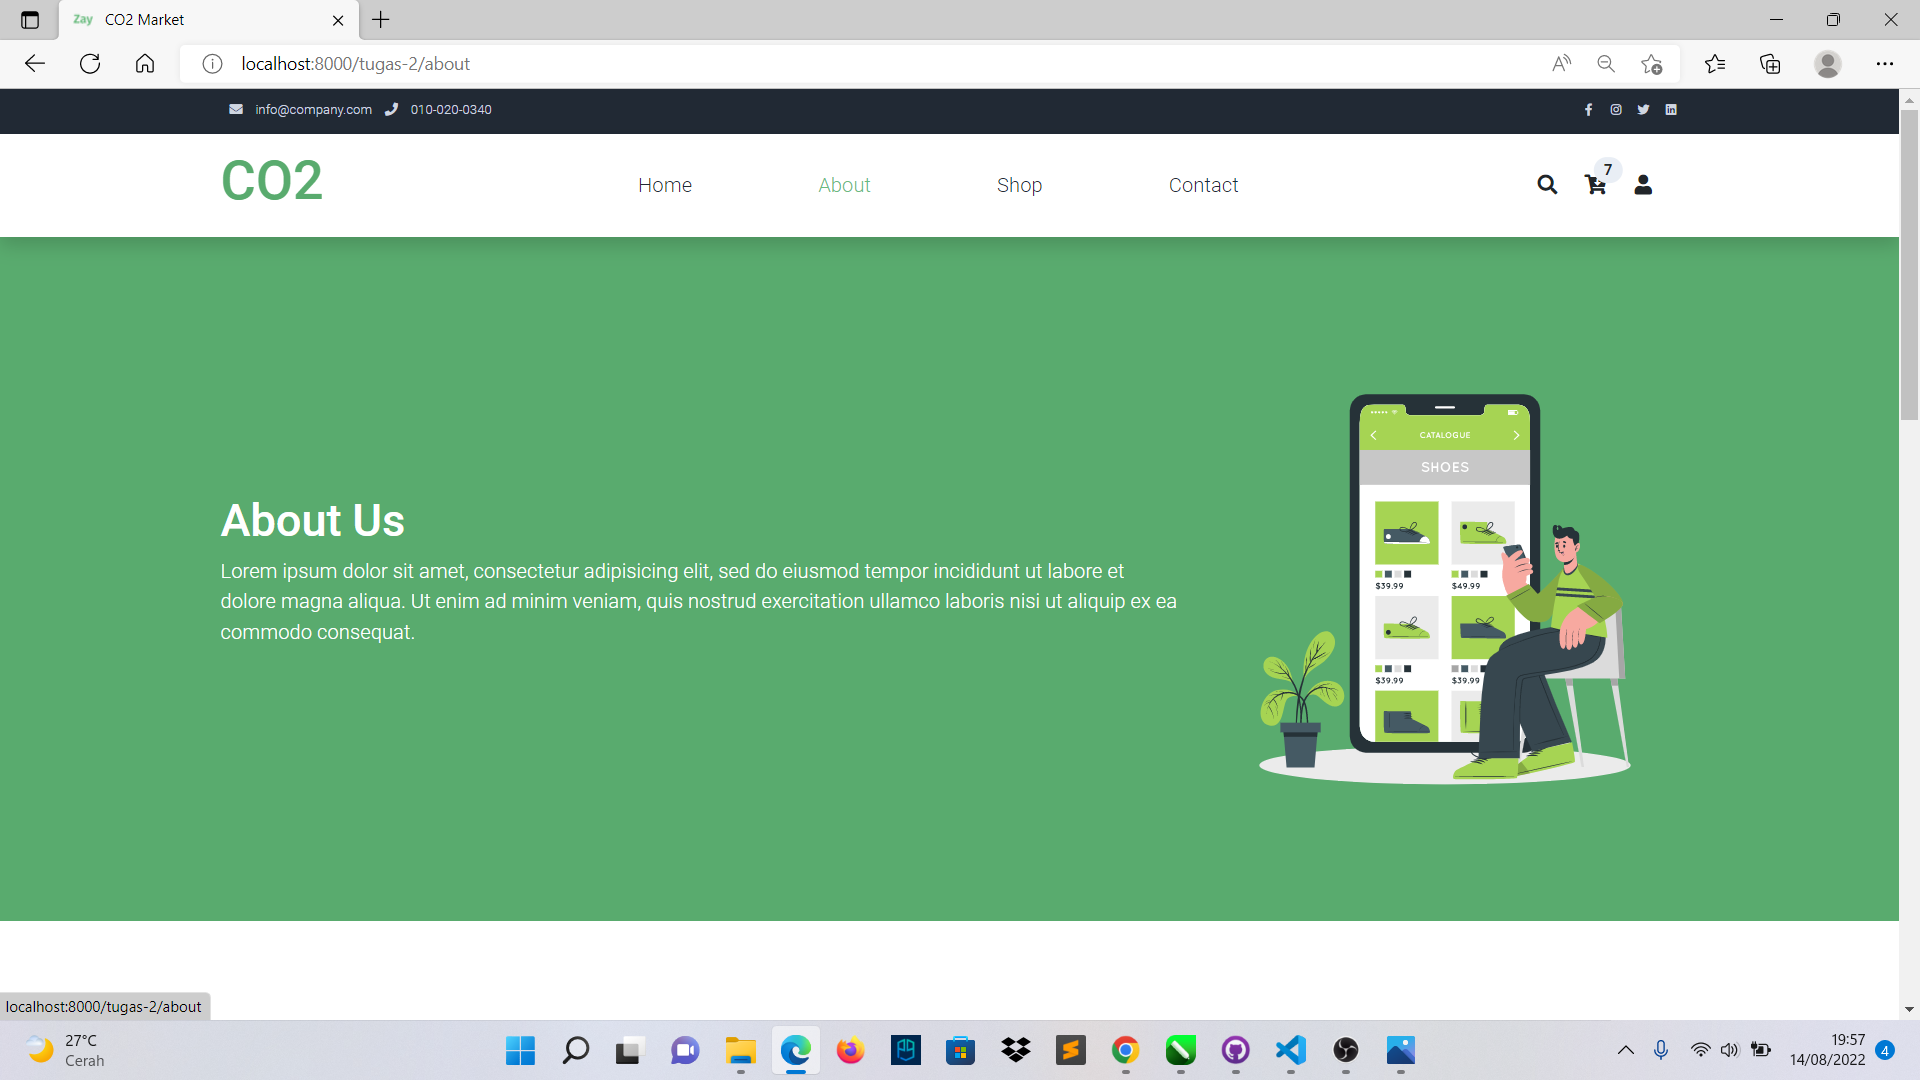 Zay CO2 Market
localhost:8000/tugas-2/about
info@company.com 010-020-0340
CO2
Home About Shop Contact
7
CATALOGUE
SHOES
$39.99 $49.99
$39.99 $39.99
About Us
Lorem ipsum dolor sit amet, consectetur adipisicing elit, sed do eiusmod tempor incididunt ut labore et
dolore magna aliqua. Ut enim ad minim veniam, quis nostrud exercitation ullamco laboris nisi ut aliquip ex ea
commodo consequat.
localhost:8000/tugas-2/about
27°C
Cerah
19:57
14/08/2022
4